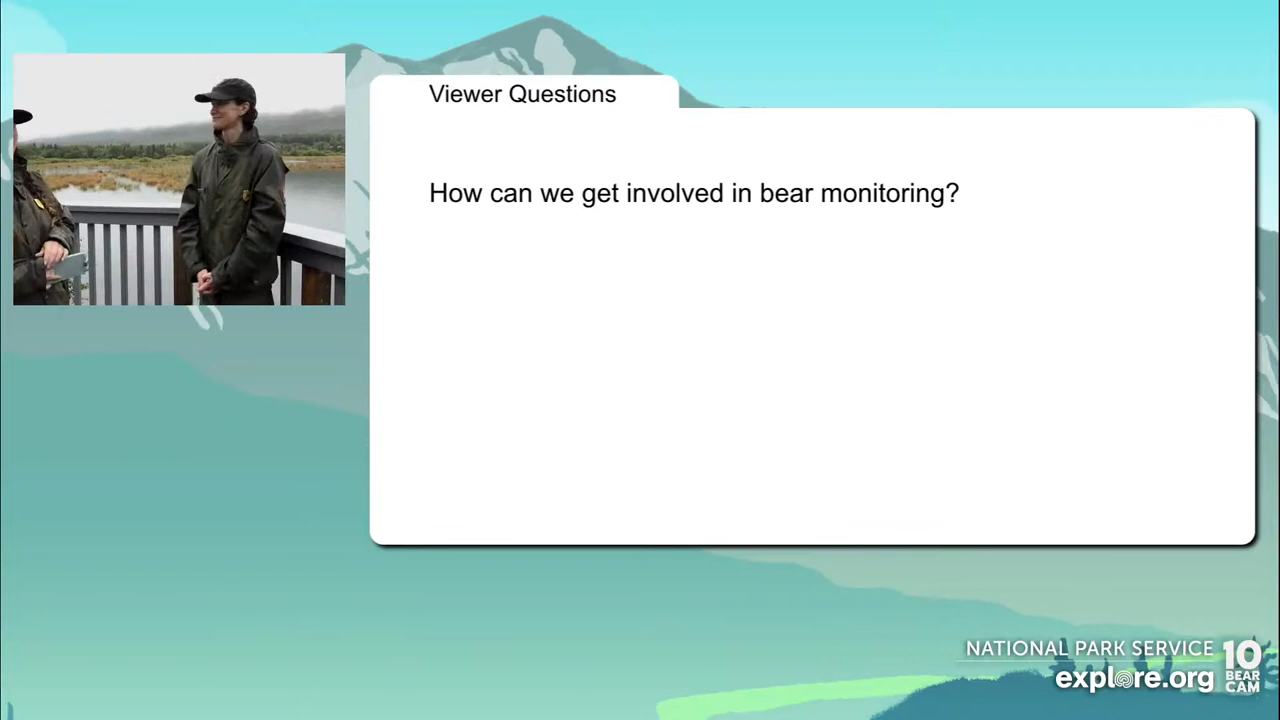 Viewer Questions
How can we get involved in bear monitoring?
NATIONAL PARK SERVICE
explore.org
10
BEAR
CAM